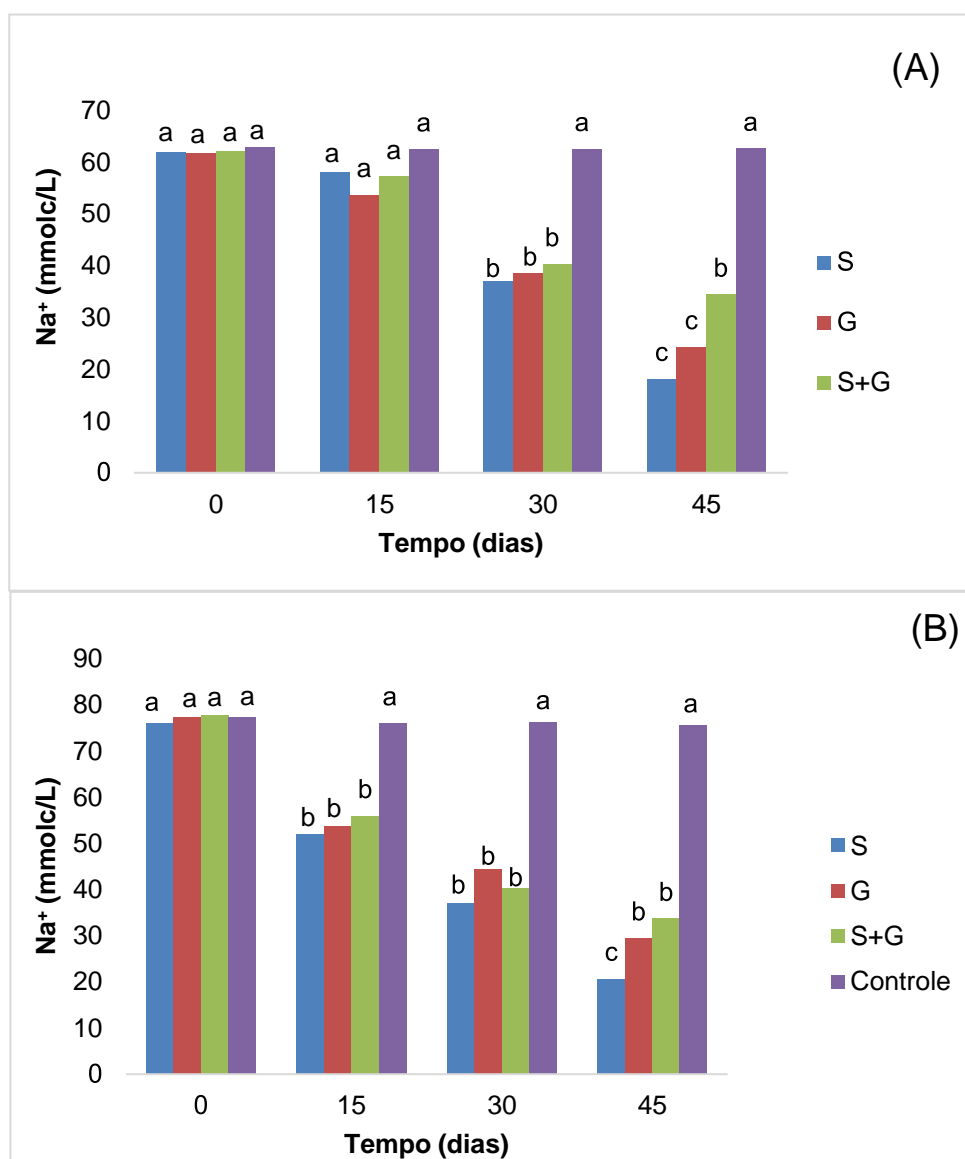 (A)
Na⁺ (mmolc/L)
70
60
50
40
30
20
10
0
a a a a
a a a a
b b b a
c c b a
0 15 30 45
Tempo (dias)
S
G
S+G
(B)
Na⁺ (mmolc/L)
90
80
70
60
50
40
30
20
10
0
a a a a
b b b a
b b b a
c b b a
0 15 30 45
Tempo (dias)
S
G
S+G
Controle